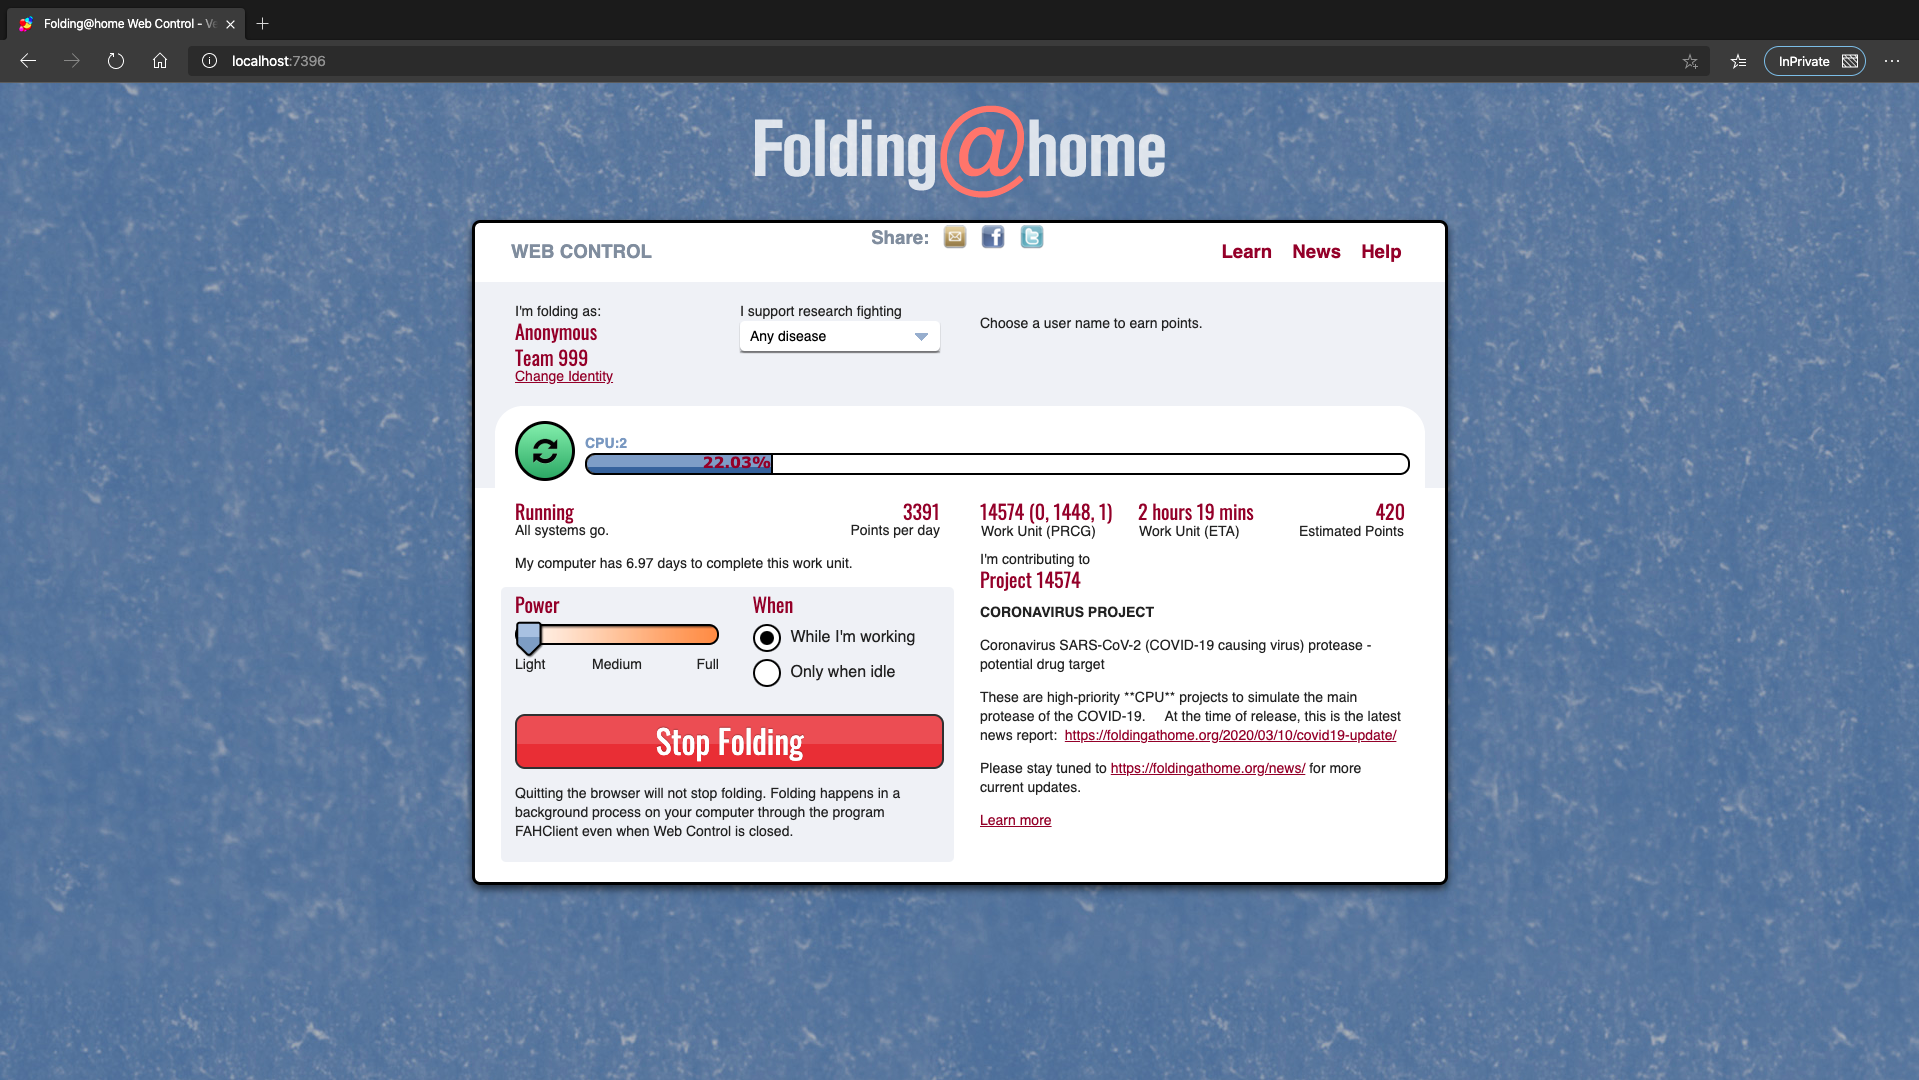 Folding@home Web Control - Ve
localhost:7396
InPrivate
Folding@home
WEB CONTROL
Share:
Learn News Help
I'm folding as:
Anonymous
Team 999
Change Identity
I support research fighting
Any disease
Choose a user name to earn points.
CPU:2
22.03%
Running
All systems go.
3391
Points per day
My computer has 6.97 days to complete this work unit.
Power
Light Medium Full
When
While I'm working
Only when idle
Stop Folding
Quitting the browser will not stop folding. Folding happens in a
background process on your computer through the program
FAHClient even when Web Control is closed.
14574 (0, 1448, 1)
Work Unit (PRCG)
2 hours 19 mins
Work Unit (ETA)
420
Estimated Points
I'm contributing to
Project 14574
CORONAVIRUS PROJECT
Coronavirus SARS-CoV-2 (COVID-19 causing virus) protease -
potential drug target
These are high-priority **CPU** projects to simulate the main
protease of the COVID-19. At the time of release, this is the latest
news report: https://foldingathome.org/2020/03/10/covid19-update/
Please stay tuned to https://foldingathome.org/news/ for more
current updates.
Learn more